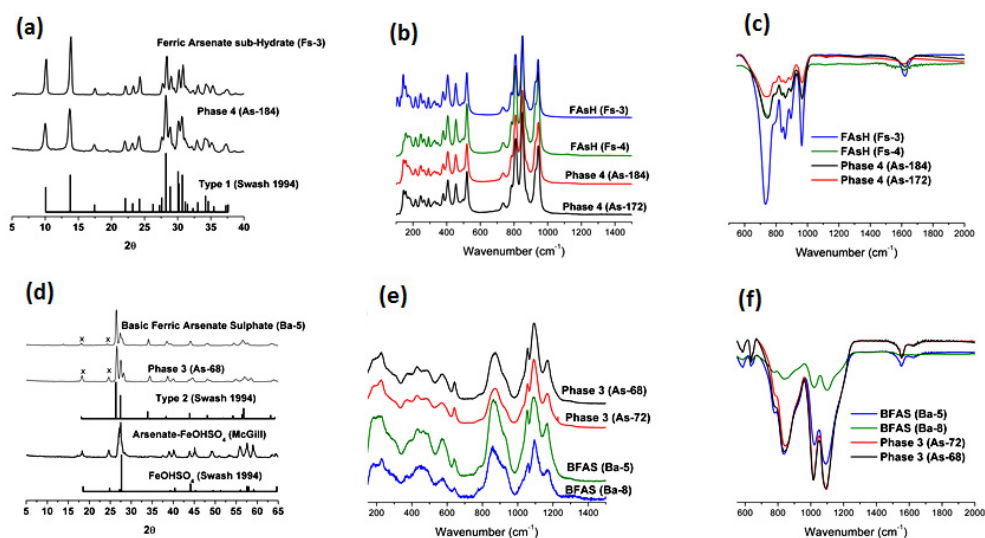 (a)
Ferric Arsenate sub-Hydrate (Fs-3)
Phase 4 (As-184)
Type 1 (Swash 1994)
5 10 15 20 25 30 35 40
2θ
(b)
FAsH (Fs-3)
FAsH (Fs-4)
Phase 4 (As-184)
Phase 4 (As-172)
200 400 600 800 1000 1200 1400
Wavenumber (cm⁻¹)
(c)
FAsH (Fs-3)
FAsH (Fs-4)
Phase 4 (As-184)
Phase 4 (As-172)
600 800 1000 1200 1400 1600 1800 2000
Wavenumber (cm⁻¹)
(d)
Basic Ferric Arsenate Sulphate (Ba-5)
x x
Phase 3 (As-68)
x x
Type 2 (Swash 1994)
Arsenate-FeOHSO₄ (McGill)
FeOHSO₄ (Swash 1994)
5 10 15 20 25 30 35 40 45 50 55 60 65
2θ
(e)
Phase 3 (As-68)
Phase 3 (As-72)
BFAS (Ba-5)
BFAS (Ba-8)
200 400 600 800 1000 1200 1400
Wavenumber (cm⁻¹)
(f)
BFAS (Ba-5)
BFAS (Ba-8)
Phase 3 (As-72)
Phase 3 (As-68)
600 800 1000 1200 1400 1600 1800 2000
Wavenumber (cm⁻¹)